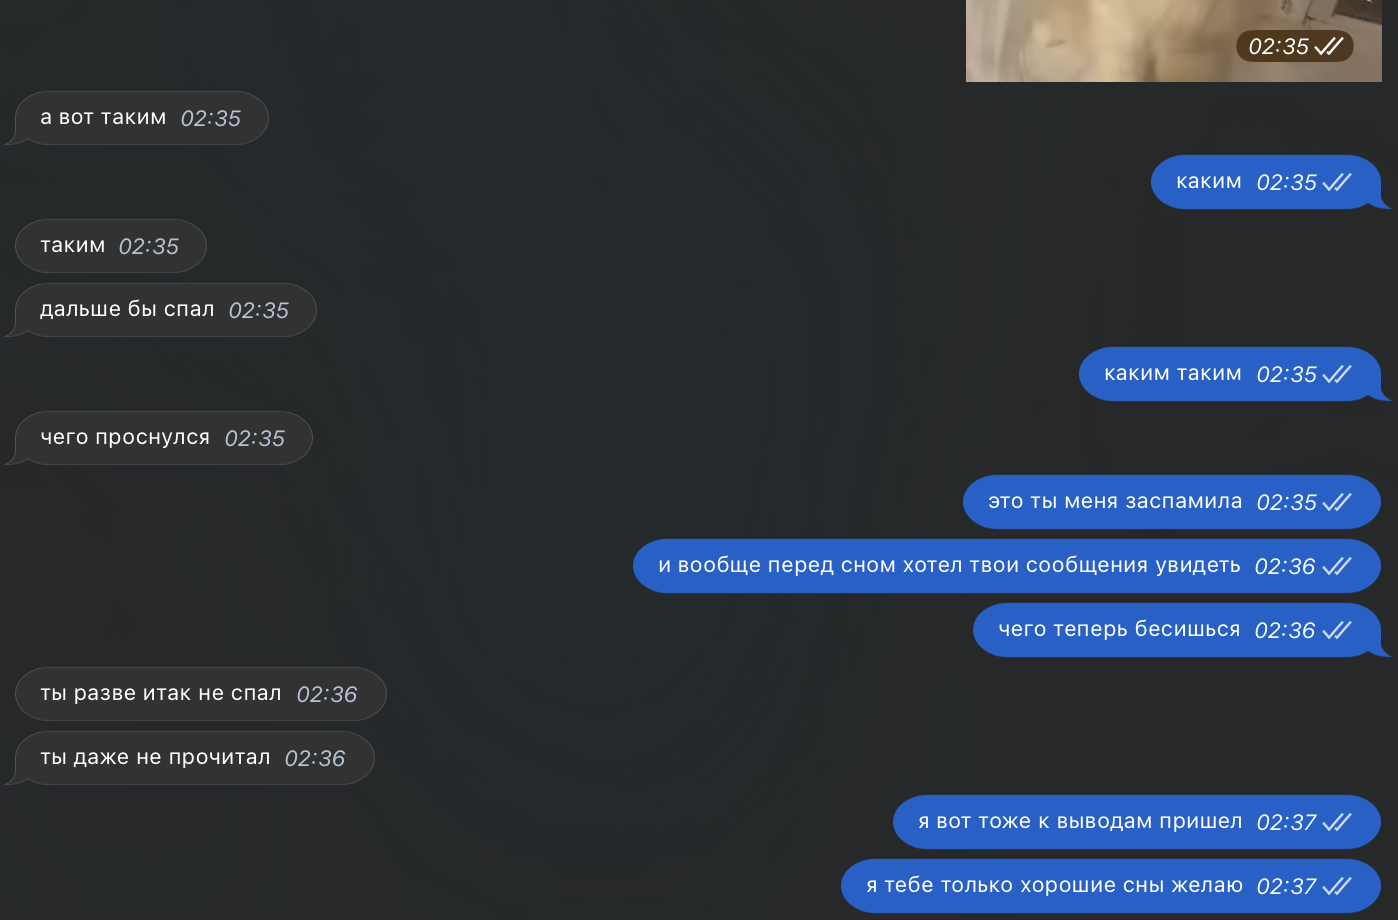 02:35
а вот таким 02:35
каким 02:35
таким 02:35
дальше бы спал 02:35
каким таким 02:35
чего проснулся 02:35
это ты меня заспамила 02:35
и вообще перед сном хотел твои сообщения увидеть 02:36
чего теперь бесишься 02:36
ты разве итак не спал 02:36
ты даже не прочитал 02:36
я вот тоже к выводам пришел 02:37
я тебе только хорошие сны желаю 02:37